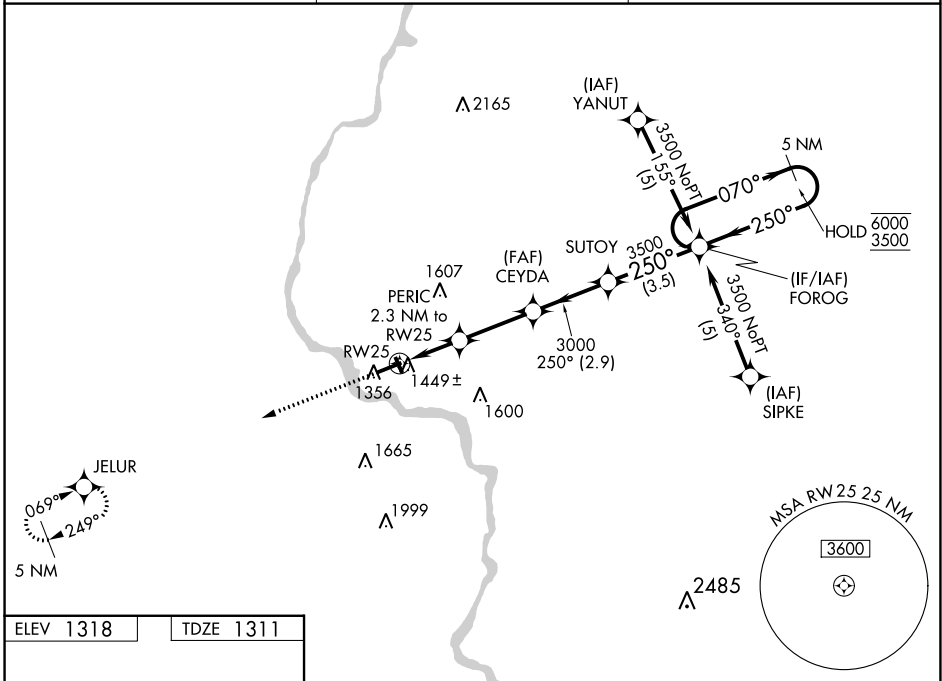 (IAF)
YANUT
2165
3500 NoPT
155°
(5)
5 NM
070°
250°
HOLD 6000
3500
(IF/IAF)
FOROG
SUTOY
3500
250°
(3.5)
(FAF)
CEYDA
3000
250° (2.9)
1607
PERIC
2.3 NM to
RW25
RW25
1449±
1356
1600
3500 NoPT
340°
(5)
(IAF)
SIPKE
1665
1999
JELUR
069°
249°
5 NM
MSA RW25 25 NM
3600
2485
ELEV 1318
TDZE 1311